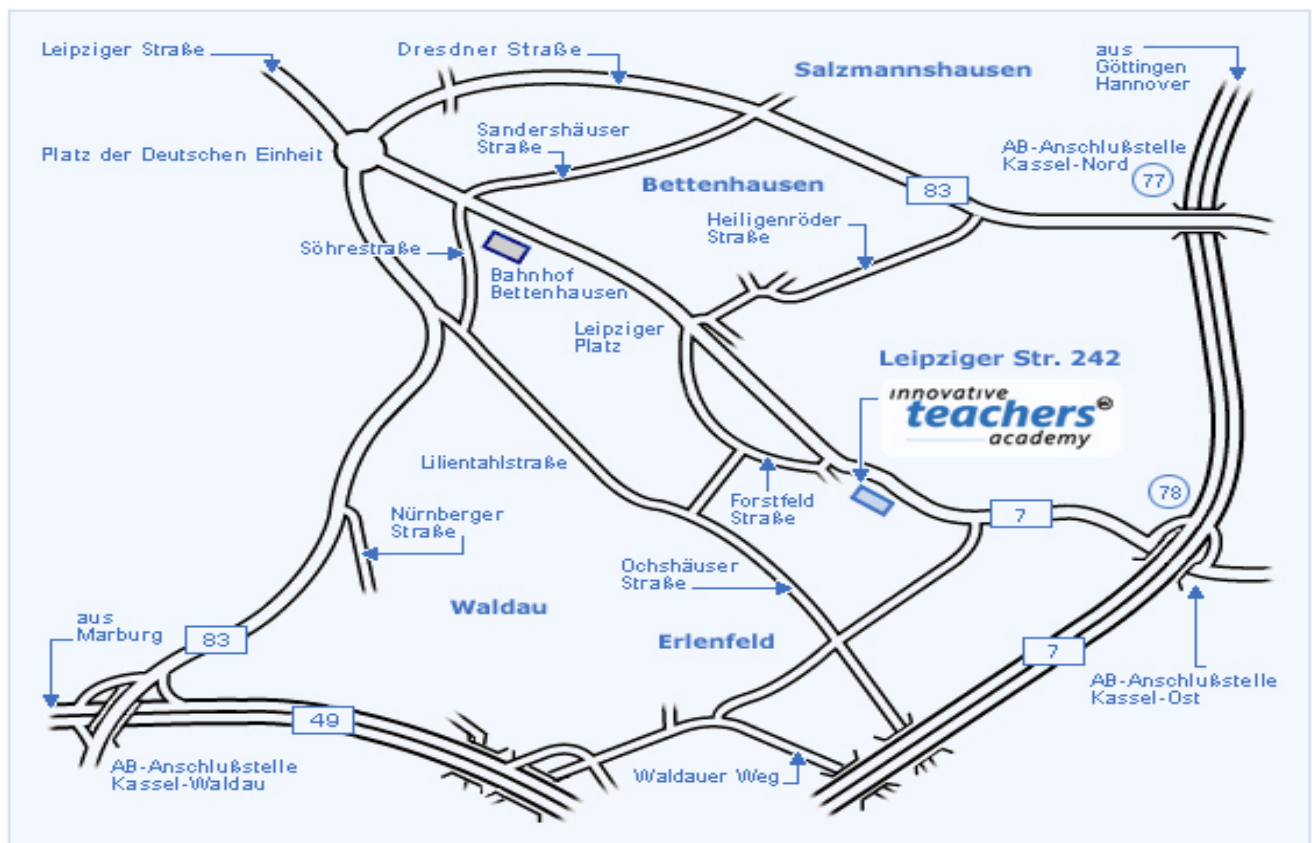 Leipziger Straße
Dresdner Straße
Salzmannshausen
aus
Göttingen
Hannover
Sandershäuser
Straße
Platz der Deutschen Einheit
AB-Anschlußstelle
Kassel-Nord
77
Bettenhausen
83
Heiligenröder
Straße
Söhrestraße
Bahnhof
Bettenhausen
Leipziger
Platz
Leipziger Str. 242
innovative
teachers
academy
Lilientahlstraße
Forstfeld
Straße
78
7
Nürnberger
Straße
Ochshäuser
Straße
Waldau
aus
Marburg
83
Erlenfeld
7
AB-Anschlußstelle
Kassel-Ost
49
AB-Anschlußstelle
Kassel-Waldau
Waldauer Weg